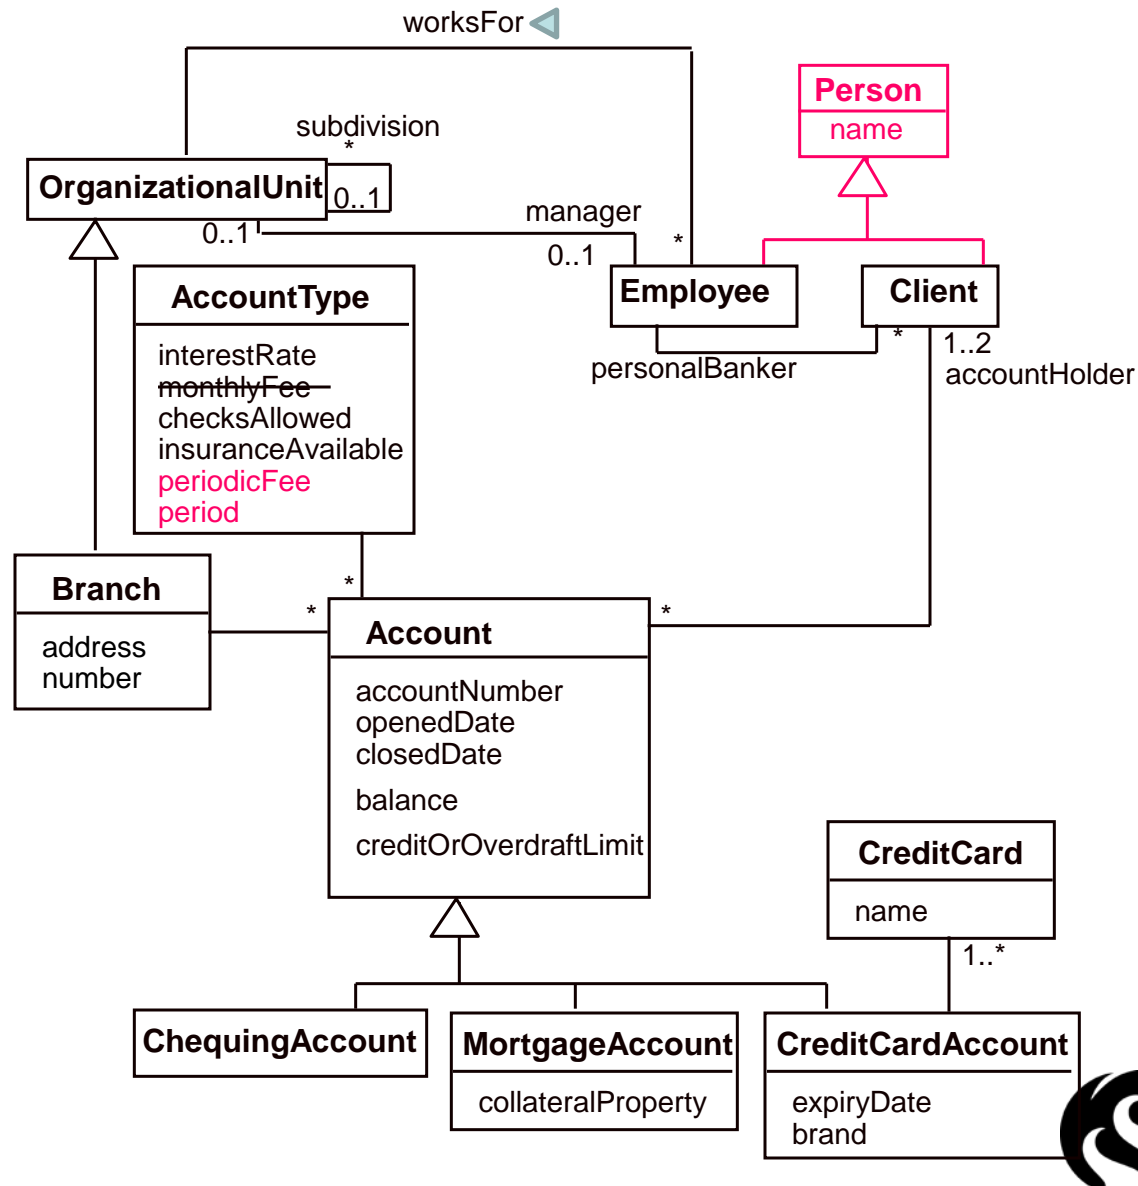 worksFor
Person
name
subdivision
*
OrganizationalUnit
0..1
manager
0..1
0..1
*
Employee
Client
AccountType
interestRate
monthlyFee
checksAllowed
insuranceAvailable
periodicFee
period
personalBanker
*
1..2
accountHolder
Branch
address
number
*
*
*
Account
accountNumber
openedDate
closedDate
balance
creditOrOverdraftLimit
CreditCard
name
1..*
ChequingAccount
MortgageAccount
collateralProperty
CreditCardAccount
expiryDate
brand